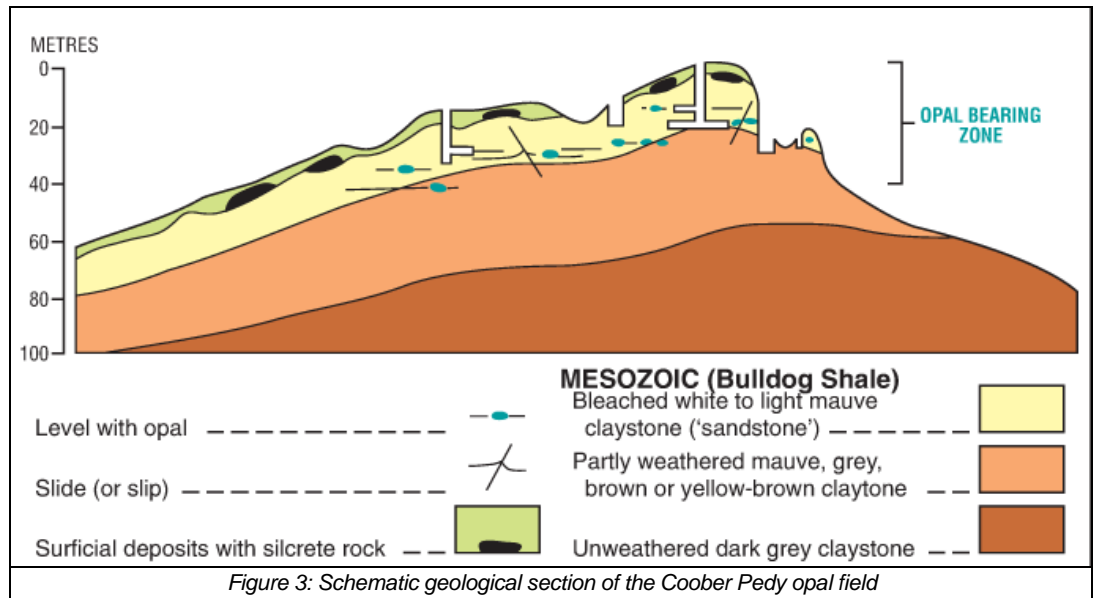 METRES
0
20
40
60
80
100
OPAL BEARING
ZONE
MESOZOIC (Bulldog Shale)
Level with opal
Slide (or slip)
Surficial deposits with silcrete rock
Bleached white to light mauve
claystone (‘sandstone’)
Partly weathered mauve, grey,
brown or yellow-brown claytone
Unweathered dark grey claystone
Figure 3: Schematic geological section of the Coober Pedy opal field